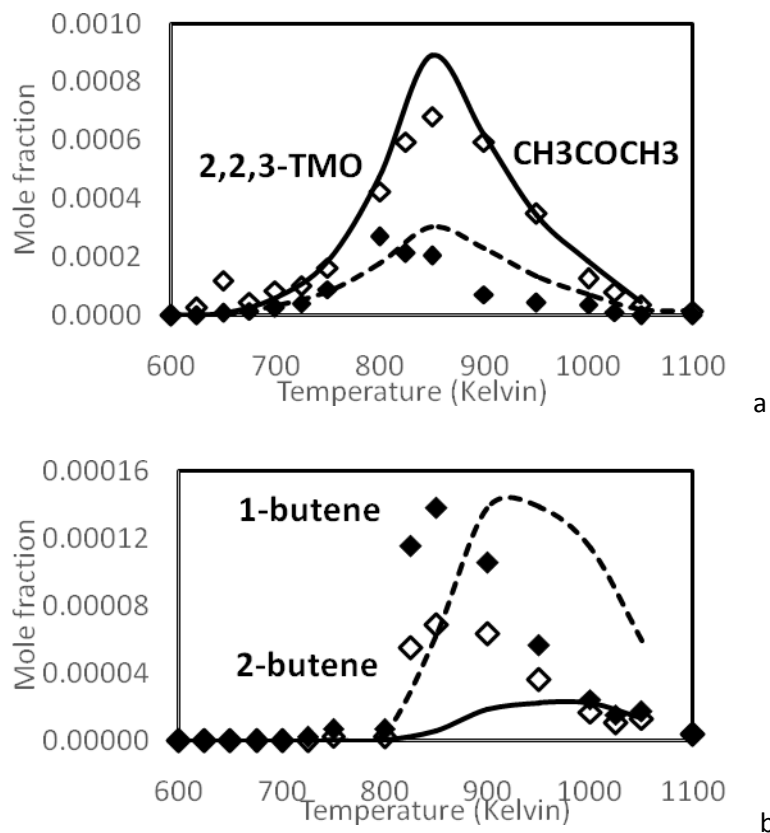 0.0010
0.0008
0.0006
0.0004
0.0002
0.0000
Mole fraction
2,2,3-TMO
CH3COCH3
600 700 800 900 1000 1100
Temperature (Kelvin)
a
0.00016
0.00012
0.00008
0.00004
0.00000
Mole fraction
1-butene
2-butene
600 700 800 900 1000 1100
Temperature (Kelvin)
b